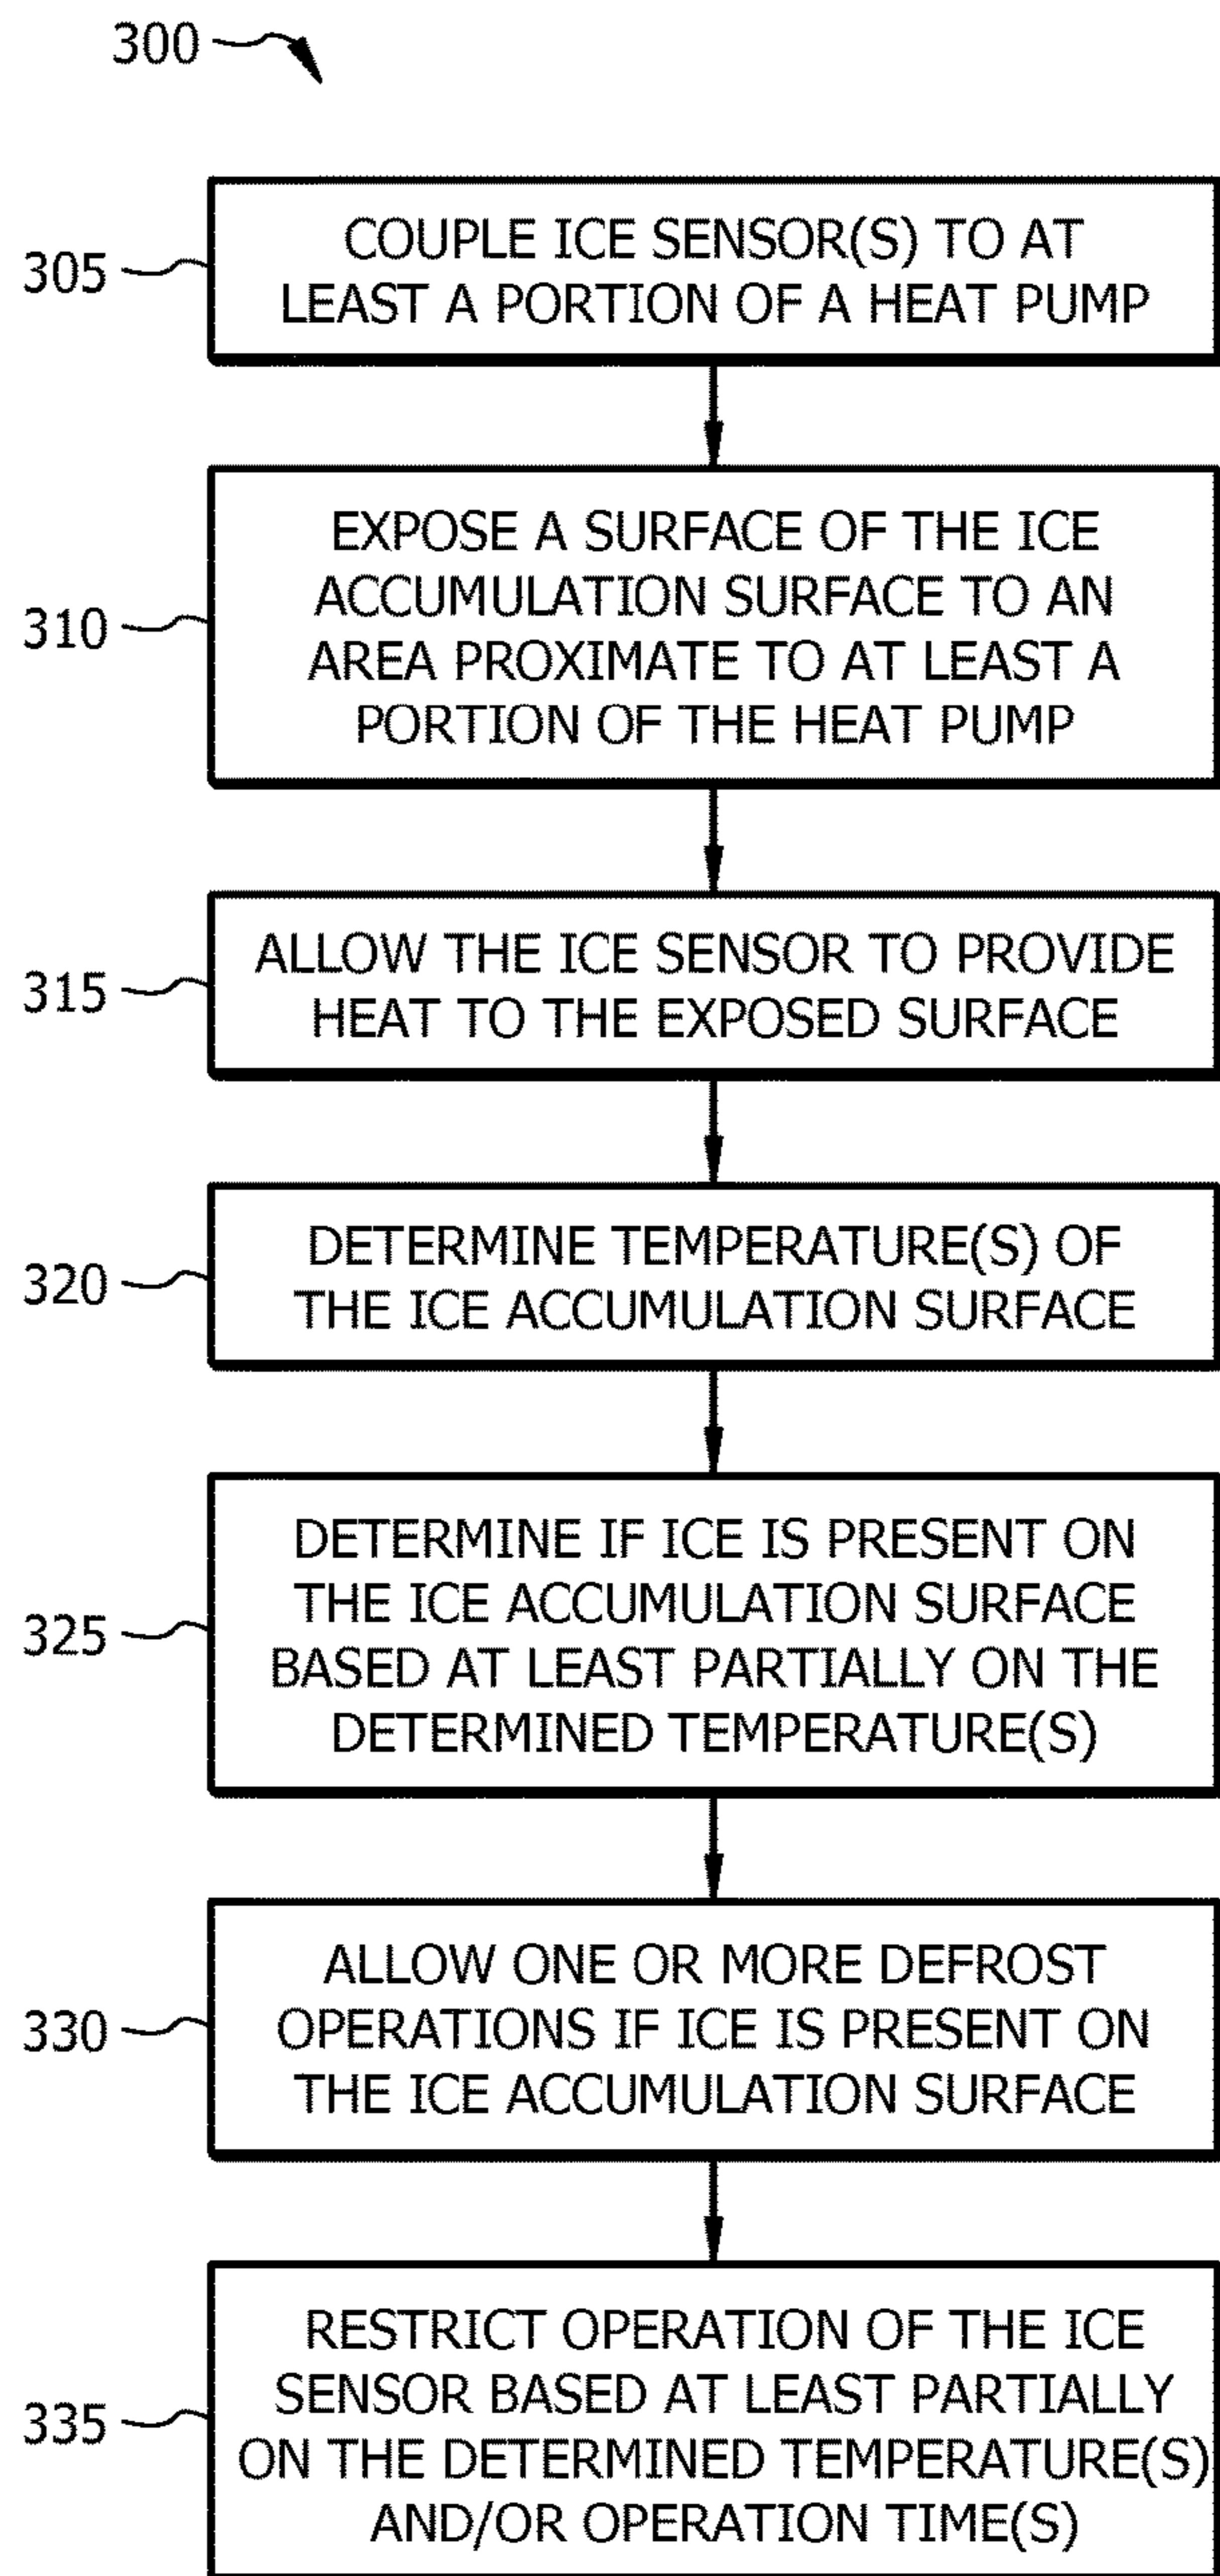 300
305
COUPLE ICE SENSOR(S) TO AT
LEAST A PORTION OF A HEAT PUMP
310
EXPOSE A SURFACE OF THE ICE
ACCUMULATION SURFACE TO AN
AREA PROXIMATE TO AT LEAST A
PORTION OF THE HEAT PUMP
315
ALLOW THE ICE SENSOR TO PROVIDE
HEAT TO THE EXPOSED SURFACE
320
DETERMINE TEMPERATURE(S) OF
THE ICE ACCUMULATION SURFACE
325
DETERMINE IF ICE IS PRESENT ON
THE ICE ACCUMULATION SURFACE
BASED AT LEAST PARTIALLY ON THE
DETERMINED TEMPERATURE(S)
330
ALLOW ONE OR MORE DEFROST
OPERATIONS IF ICE IS PRESENT ON
THE ICE ACCUMULATION SURFACE
335
RESTRICT OPERATION OF THE ICE
SENSOR BASED AT LEAST PARTIALLY
ON THE DETERMINED TEMPERATURE(S)
AND/OR OPERATION TIME(S)